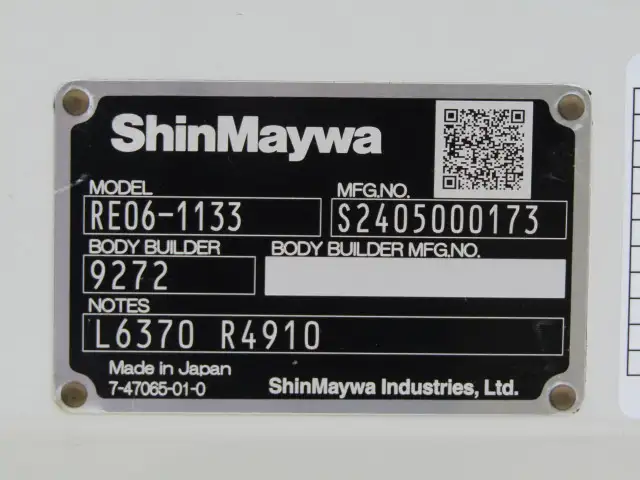 ShinMaywa
MODEL
RE06-1133
MFG.NO.
S2405000173
BODY BUILDER
9272
BODY BUILDER MFG.NO.
NOTES
L6370 R4910
Made in Japan
7-47065-01-0
ShinMaywa Industries, Ltd.